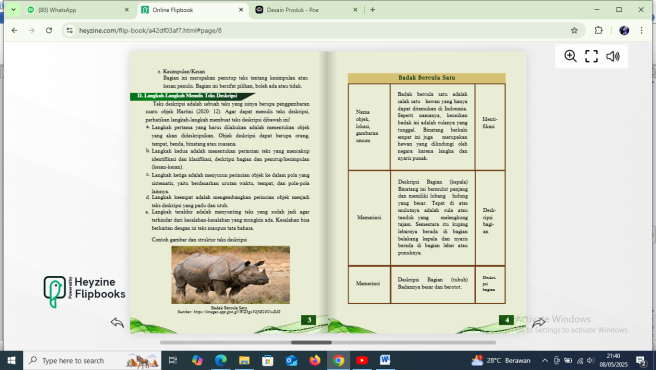 (80) WhatsApp
Online Flipbook
Desain Produk - Poe
heyzine.com/flip-book/a42df03af7.html#page/8
c. Kesimpulan/Kesan
Bagian ini merupakan penutup teks tentang kesimpulan atau
kesan penulis. Bagian ini bersifat pilihan, boleh ada atau tidak.
D. Langkah-Langkah Menulis Teks Deskripsi
Teks deskripsi adalah sebuah teks yang isinya berupa penggambaran
suatu objek Hartini (2020: 12). Agar dapat menulis teks deskripsi,
perhatikan langkah-langkah membuat teks deskripsi dibawah ini!
a. Langkah pertama yang harus dilakukan adalah menentukan objek
yang akan dideskripsikan. Objek deskripsi dapat berupa orang,
tempat, benda, binatang atau suasana.
b. Langkah kedua adalah menentukan perincian teks yang mencakup
identifikasi dan klasifikasi, deskripsi bagian dan penutup/kesimpulan
(kesan-kesan).
c. Langkah ketiga adalah menyusun perincian objek ke dalam pola yang
sistematis, yaitu berdasarkan urutan waktu, tempat, dan pola-pola
lainnya.
d. Langkah keempat adalah mengembangkan perincian objek menjadi
teks deskripsi yang padu dan utuh.
e. Langkah terakhir adalah menyunting teks yang sudah jadi agar
terhindar dari kesalahan-kesalahan yang mungkin ada. Kesalahan bisa
berkaitan dengan isi teks maupun tata bahasa.
Contoh gambar dan struktur teks deskripsi
Badak Bercula Satu
3
Badak Bercula Satu
Nama
objek,
lokasi,
gambaran
umum
Badak bercula satu adalah
salah satu hewan yang hanya
dapat ditemukan di Indonesia.
Seperti namanya, keunikan
badak ini adalah culanya yang
tunggal. Binatang berkaki
empat ini juga merupakan
hewan yang dilindungi oleh
negara karena langka dan
nyaris punah.
Identi-
fikasi
Memerinci
Deskripsi Bagian (kepala)
Binatang ini bermulut panjang
dan memiliki lubang hidung
yang besar. Tepat di atas
mulutnya adalah cula atau
tanduk yang melengkung
tajam. Sementara itu kuping
lebarnya berada di bagian
belakang kepala dan nyaris
berada di bagian leher atau
punuknya.
Desk-
ripsi
bagi-
an
Memerinci
Deskripsi Bagian (tubuh)
Badannya besar dan berotot.
Deskri
psi
bagian
4
Powered by
Heyzine
Flipbooks
Activate Windows
Go to Settings to activate Windows.
Type here to search
28°C Berawan
21:40
08/05/2025